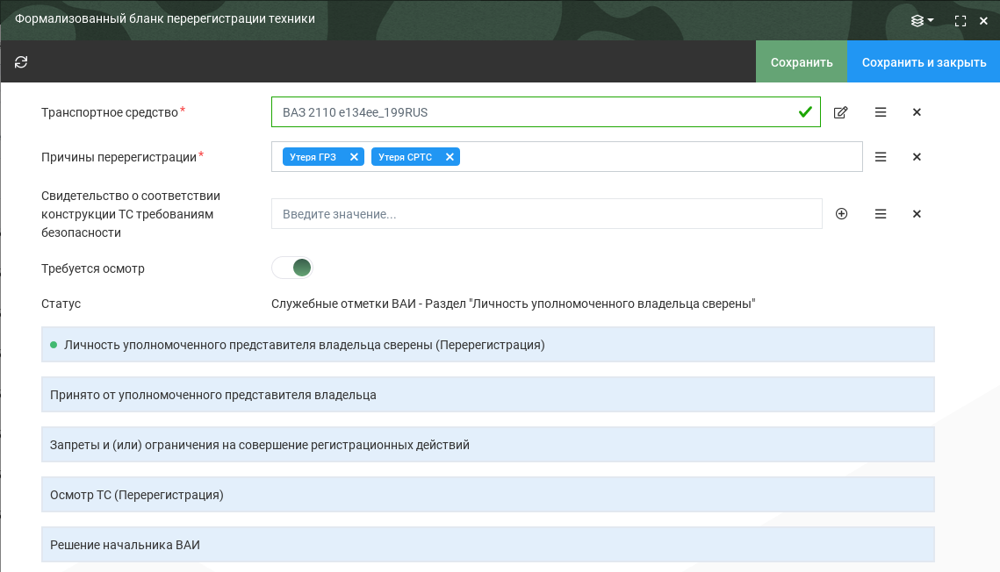 Формализованный бланк перерегистрации техники
Сохранить
Сохранить и закрыть
Транспортное средство*
ВАЗ 2110 е134ее_199RUS
Причины перерегистрации*
Утеря ГРЗ
Утеря СРТС
Свидетельство о соответствии
конструкции ТС требованиям
безопасности
Введите значение...
Требуется осмотр
Статус
Служебные отметки ВАИ - Раздел "Личность уполномоченного владельца сверены"
Личность уполномоченного представителя владельца сверены (Перерегистрация)
Принято от уполномоченного представителя владельца
Запреты и (или) ограничения на совершение регистрационных действий
Осмотр ТС (Перерегистрация)
Решение начальника ВАИ